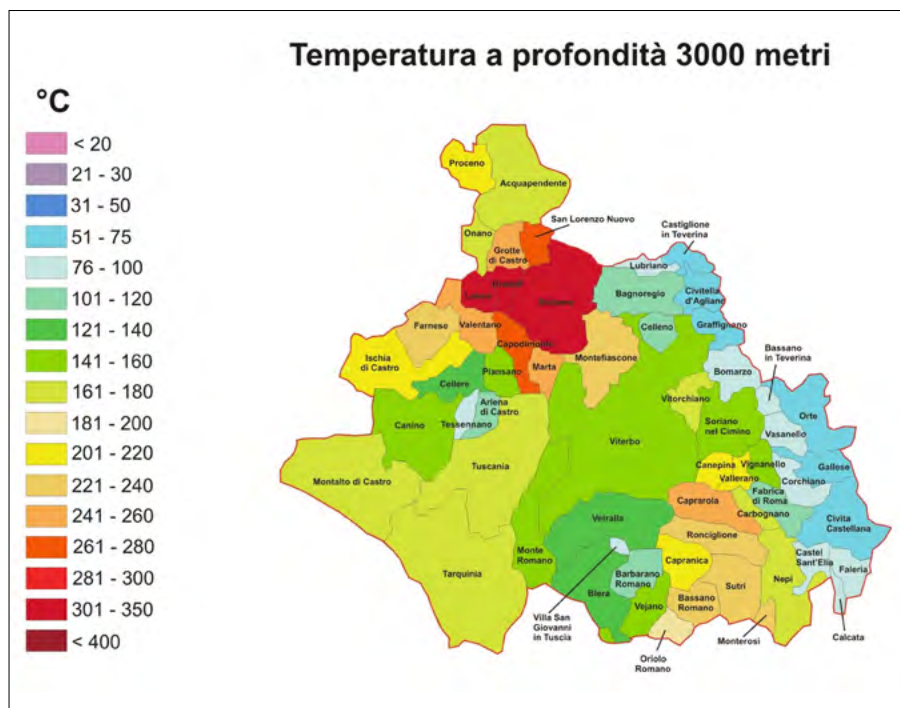 Temperatura a profondità 3000 metri
°C
< 20
21 - 30
31 - 50
51 - 75
76 - 100
101 - 120
121 - 140
141 - 160
161 - 180
181 - 200
201 - 220
221 - 240
241 - 260
261 - 280
281 - 300
301 - 350
< 400
Proceno
Acquapendente
San Lorenzo Nuovo
Castiglione
in Teverina
Onano
Grotte
di Castro
Lubriano
Bagnoregio
Civitella
d'Agliano
Farnese
Valentano
Capodimonte
Celleno
Graffignano
Ischia
di Castro
Piansano
Marta
Montefiascone
Bassano
in Teverina
Bomarzo
Cellere
Arlena
di Castro
Vitorchiano
Orte
Canino
Tessennano
Viterbo
Soriano
nel Cimino
Vasanello
Tuscania
Canepina
Vignanello
Gallese
Montalto di Castro
Vallerano
Corchiano
Caprarola
Fabrica
di Roma
Carbognano
Civita
Castellana
Vetralla
Ronciglione
Monte
Romano
Capranica
Castel
Sant'Elia
Tarquinia
Barbarano
Romano
Sutri
Nepi
Faleria
Blera
Bassano
Romano
Vejano
Villa San
Giovanni
in Tuscia
Monterosi
Calcata
Oriolo
Romano